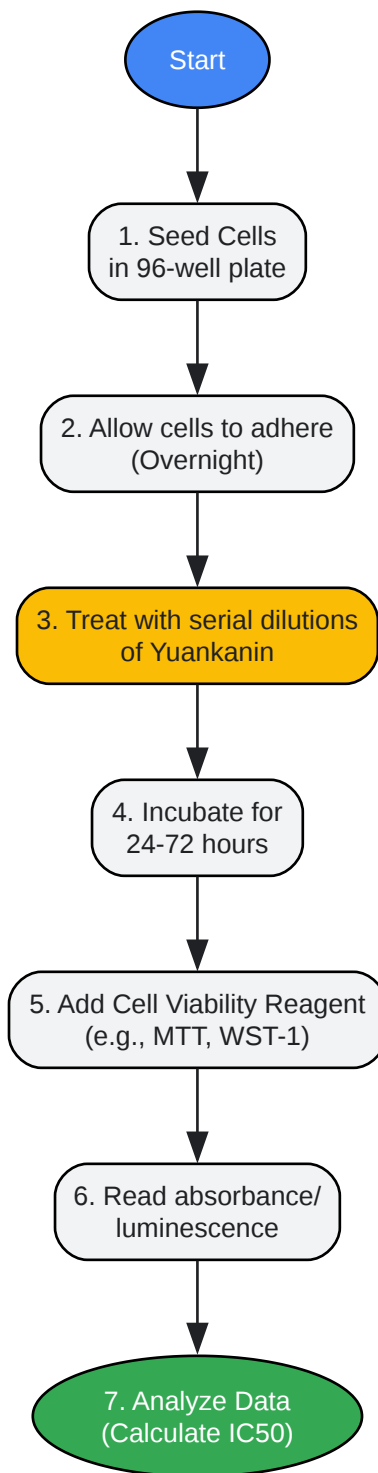 Start
1. Seed Cells
in 96-well plate
2. Allow cells to adhere
(Overnight)
3. Treat with serial dilutions
of Yuankanin
4. Incubate for
24-72 hours
5. Add Cell Viability Reagent
(e.g., MTT, WST-1)
6. Read absorbance/
luminescence
7. Analyze Data
(Calculate IC50)